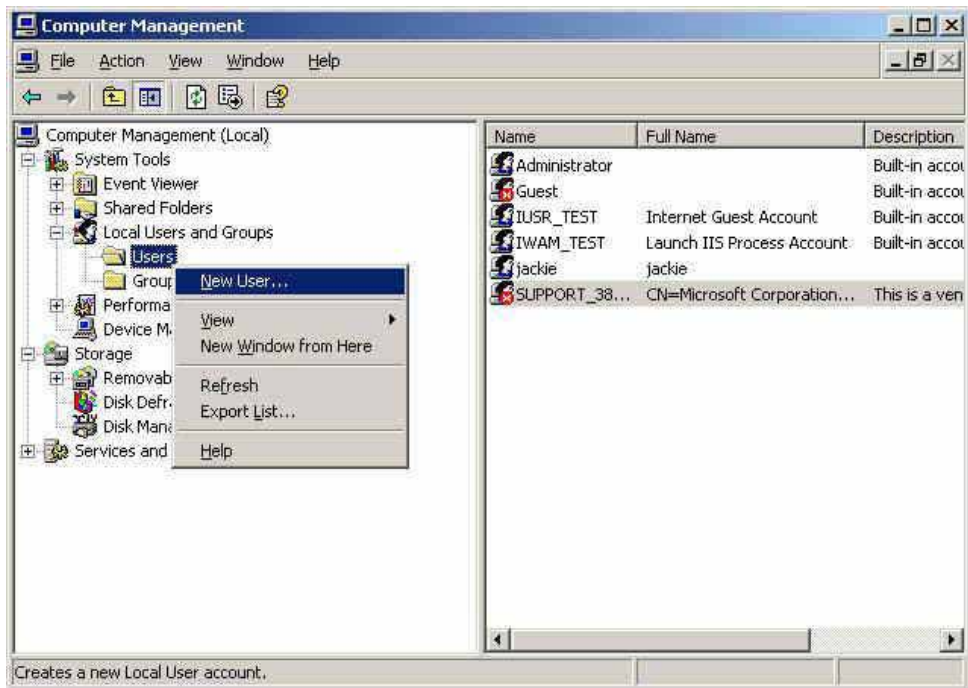 Computer Management
File Action View Window Help
Computer Management (Local)
System Tools
Event Viewer
Shared Folders
Local Users and Groups
Users
Group
Performa
Device M
Storage
Removab
Disk Defr
Disk Mana
Services and
New User...
View
New Window from Here
Refresh
Export List...
Help
Name Full Name Description
Administrator Built-in accou
Guest Built-in accou
IUSR_TEST Internet Guest Account Built-in accou
IWAM_TEST Launch IIS Process Account Built-in accou
jackie jackie
SUPPORT_38... CN=Microsoft Corporation... This is a ven
Creates a new Local User account.